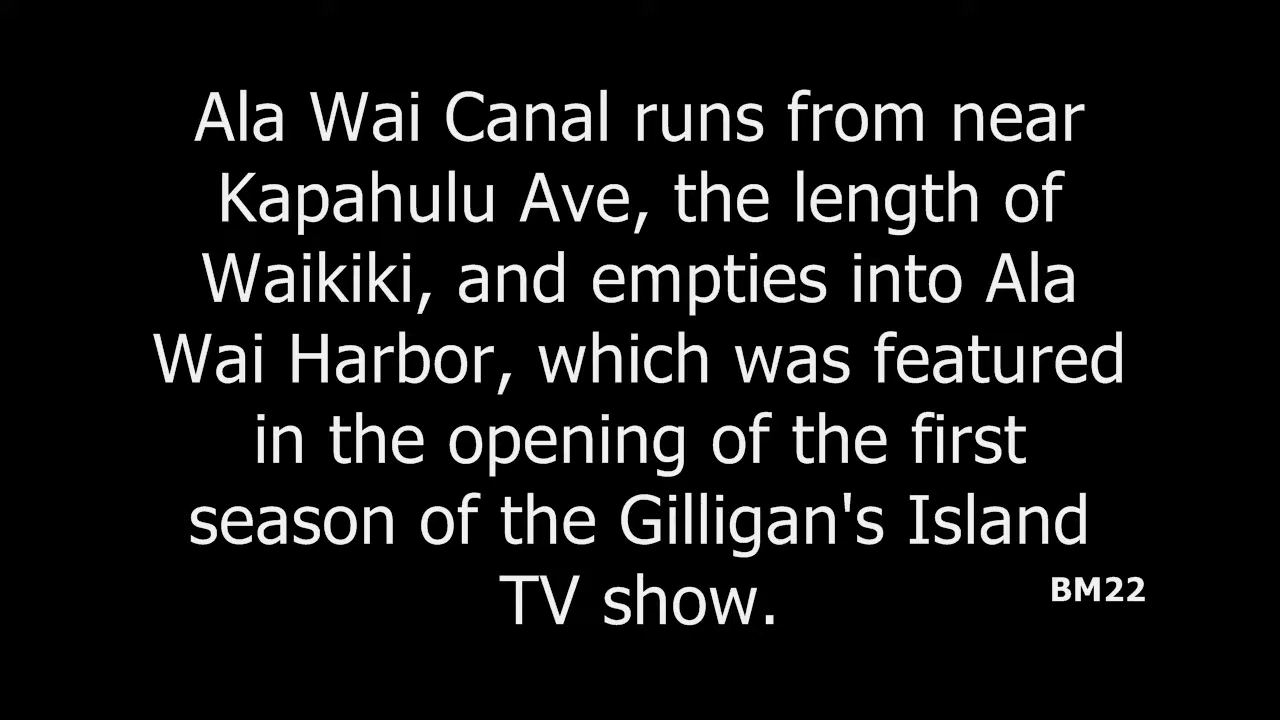 Ala Wai Canal runs from near
Kapahulu Ave, the length of
Waikiki, and empties into Ala
Wai Harbor, which was featured
in the opening of the first
season of the Gilligan's Island
TV show.
BM22